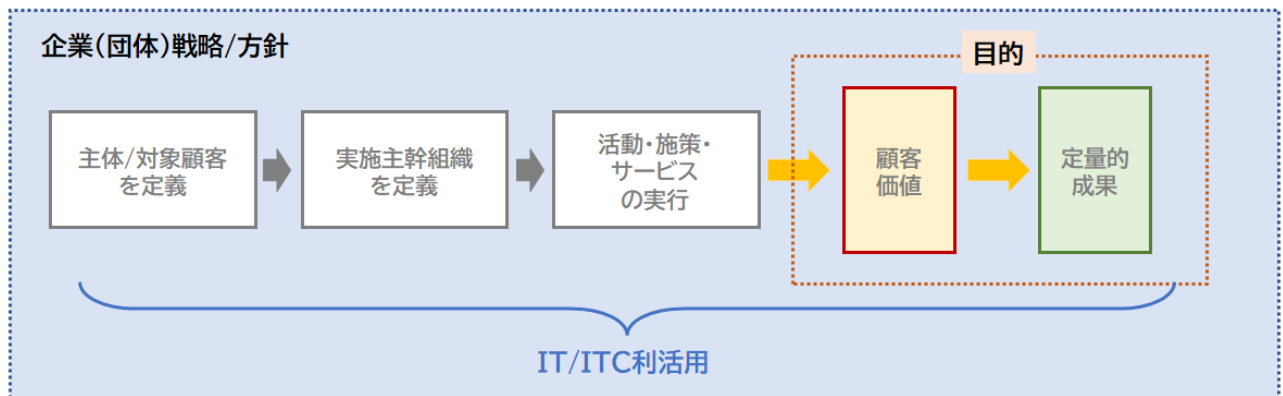 企業(団体)戦略/方針
目的
主体/対象顧客
を定義
実施主幹組織
を定義
活動・施策・
サービス
の実行
顧客
価値
定量的
成果
IT/ITC利活用